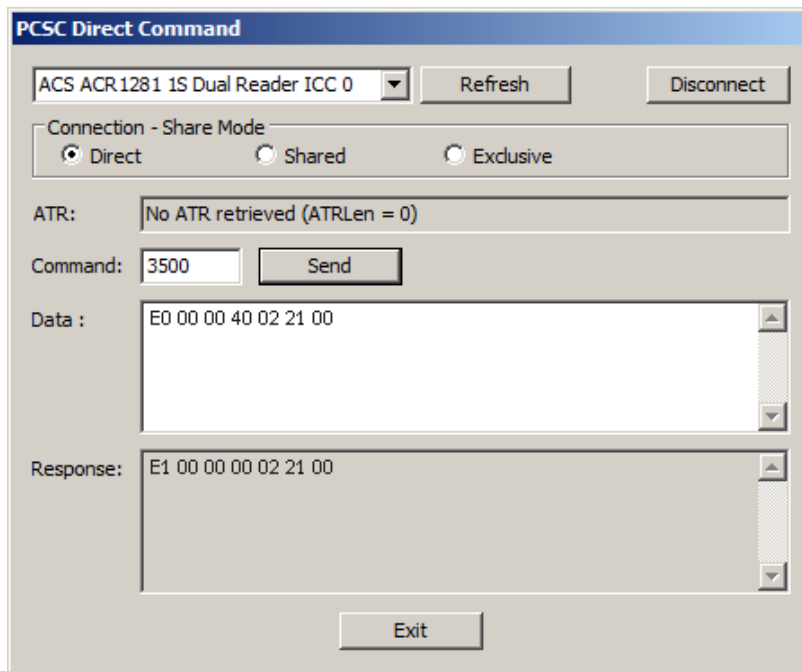 PCSC Direct Command
ACS ACR1281 1S Dual Reader ICC 0 Refresh Disconnect
Connection - Share Mode
Direct Shared Exclusive
ATR: No ATR retrieved (ATRLen = 0)
Command: 3500 Send
Data : E0 00 00 40 02 21 00
Response: E1 00 00 00 02 21 00
Exit